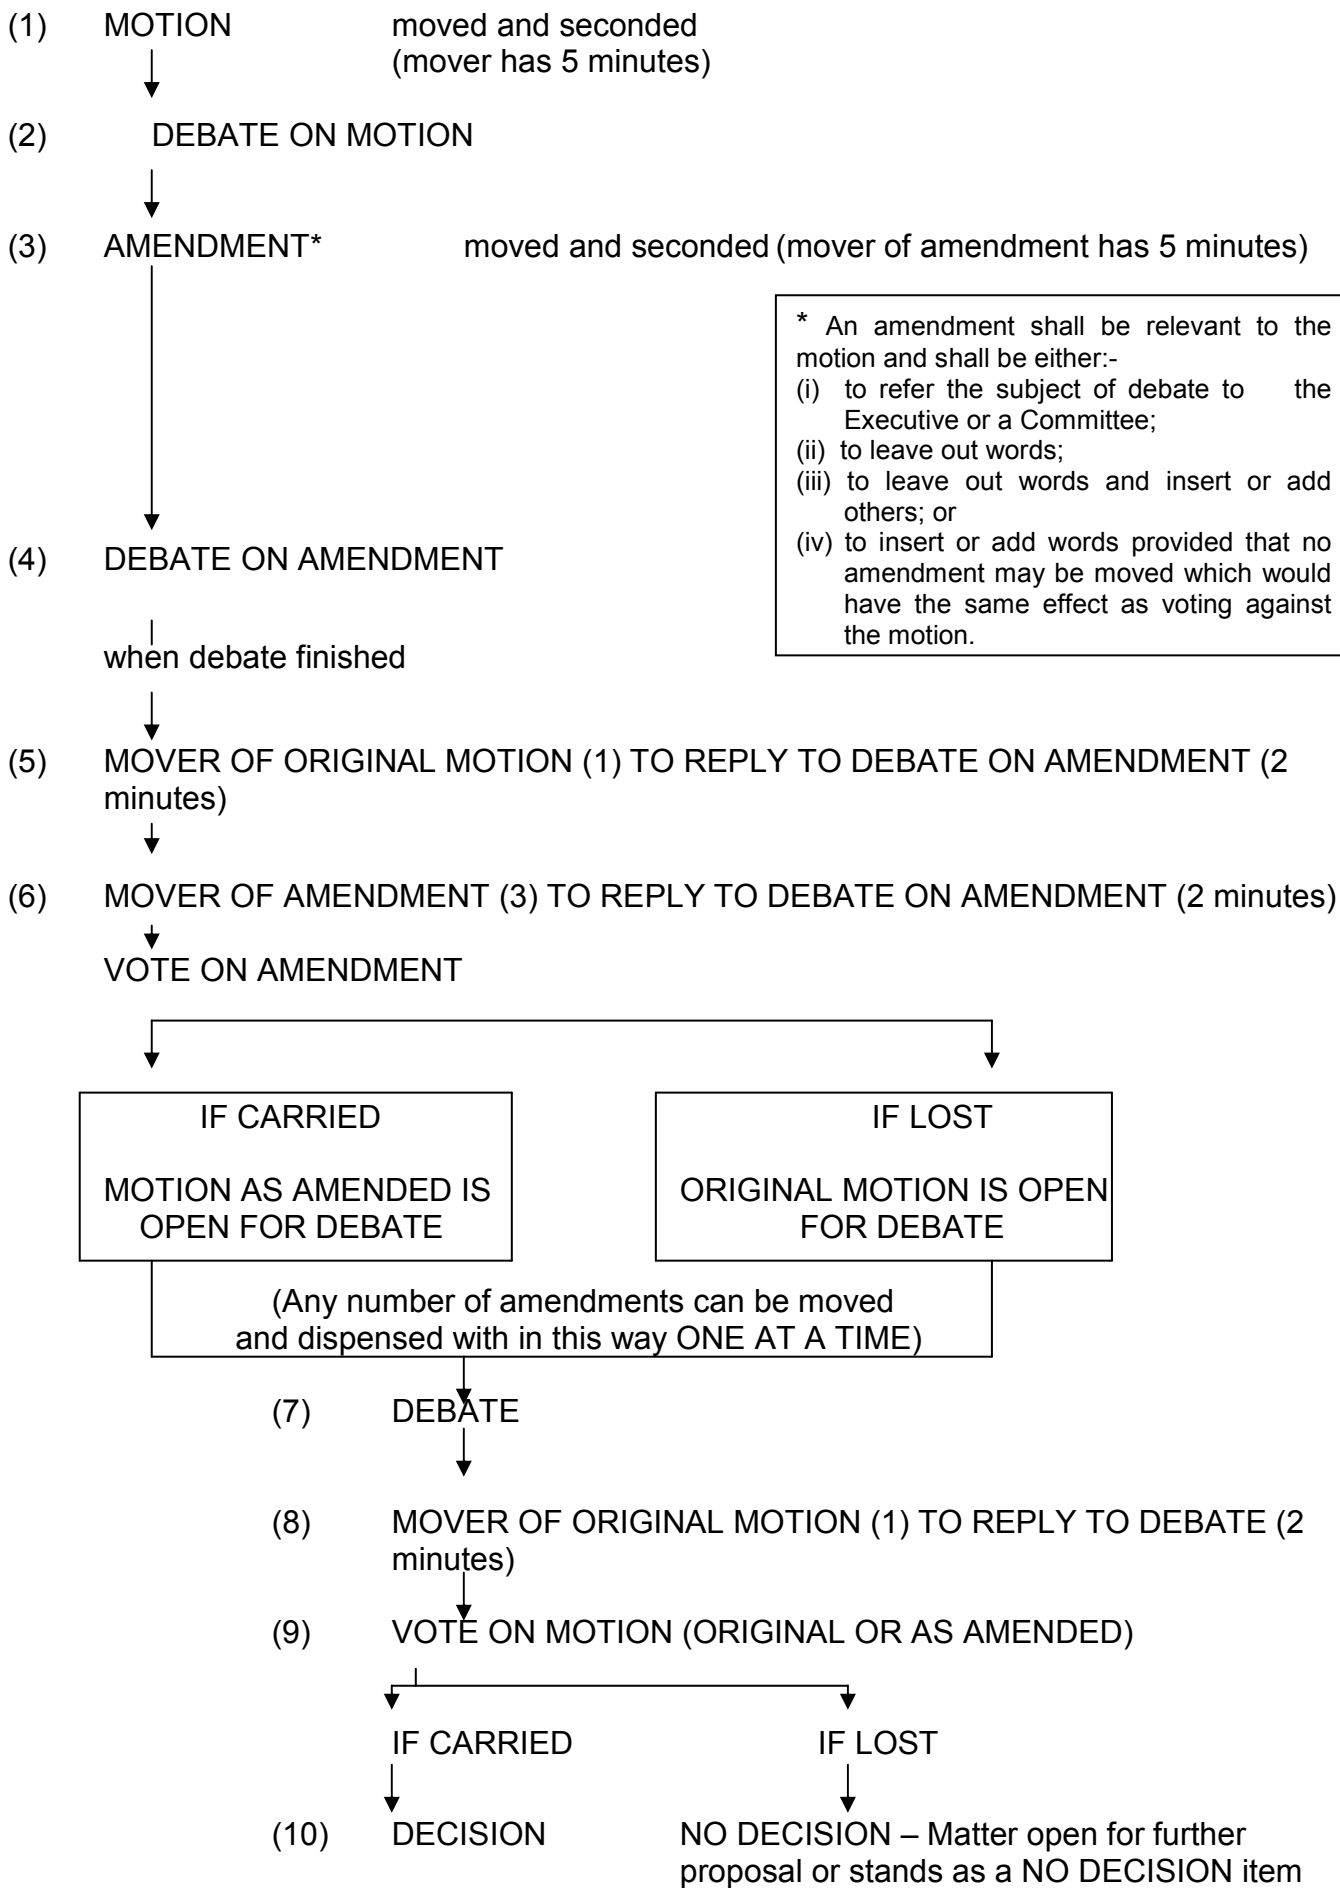 (1) MOTION moved and seconded
(mover has 5 minutes)
(2) DEBATE ON MOTION
(3) AMENDMENT* moved and seconded (mover of amendment has 5 minutes)
* An amendment shall be relevant to the
motion and shall be either:-
(i) to refer the subject of debate to the
Executive or a Committee;
(ii) to leave out words;
(iii) to leave out words and insert or add
others; or
(iv) to insert or add words provided that no
amendment may be moved which would
have the same effect as voting against
the motion.
(4) DEBATE ON AMENDMENT
when debate finished
(5) MOVER OF ORIGINAL MOTION (1) TO REPLY TO DEBATE ON AMENDMENT (2
minutes)
(6) MOVER OF AMENDMENT (3) TO REPLY TO DEBATE ON AMENDMENT (2 minutes)
VOTE ON AMENDMENT
IF CARRIED
MOTION AS AMENDED IS
OPEN FOR DEBATE
IF LOST
ORIGINAL MOTION IS OPEN
FOR DEBATE
(Any number of amendments can be moved
and dispensed with in this way ONE AT A TIME)
(7) DEBATE
(8) MOVER OF ORIGINAL MOTION (1) TO REPLY TO DEBATE (2
minutes)
(9) VOTE ON MOTION (ORIGINAL OR AS AMENDED)
IF CARRIED IF LOST
(10) DECISION NO DECISION – Matter open for further
proposal or stands as a NO DECISION item